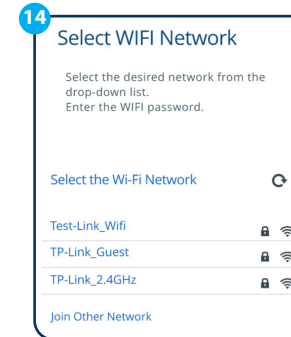 14
Select WIFI Network
Select the desired network from the
drop-down list.
Enter the WIFI password.
Select the Wi-Fi Network
Test-Link_Wifi
TP-Link_Guest
TP-Link_2.4GHz
Join Other Network